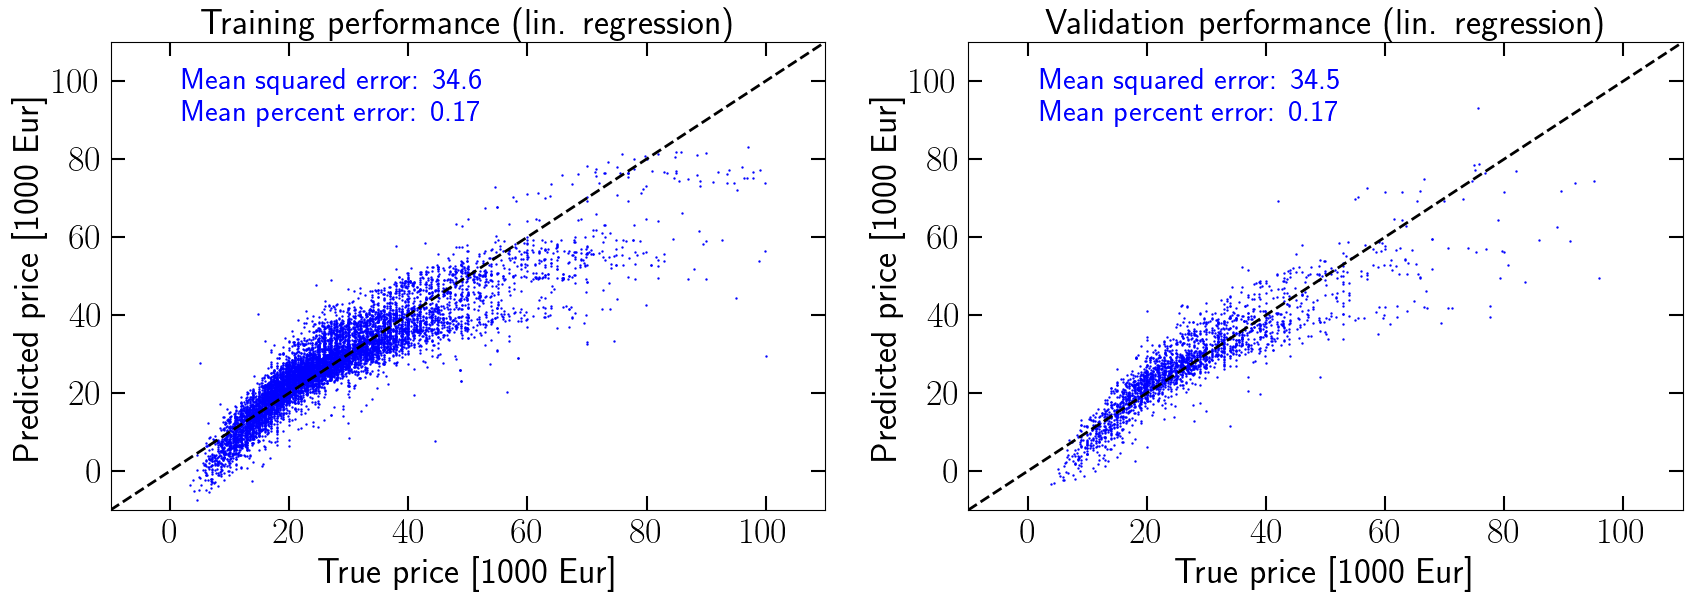 Training performance (lin. regression)
Mean squared error: 34.6
Mean percent error: 0.17
100
80
60
40
20
0
Predicted price [1000 Eur]
0 20 40 60 80 100
True price [1000 Eur]
Validation performance (lin. regression)
Mean squared error: 34.5
Mean percent error: 0.17
100
80
60
40
20
0
Predicted price [1000 Eur]
0 20 40 60 80 100
True price [1000 Eur]